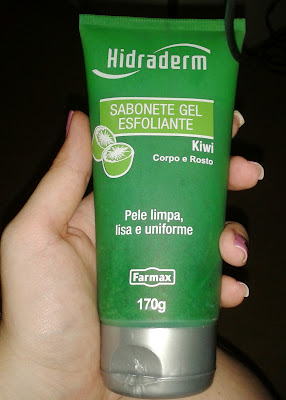 Hidraderm
SABONETE GEL
ESFOLIANTE
Kiwi
Corpo e Rosto
Pele limpa,
lisa e uniforme
Farmax
170g